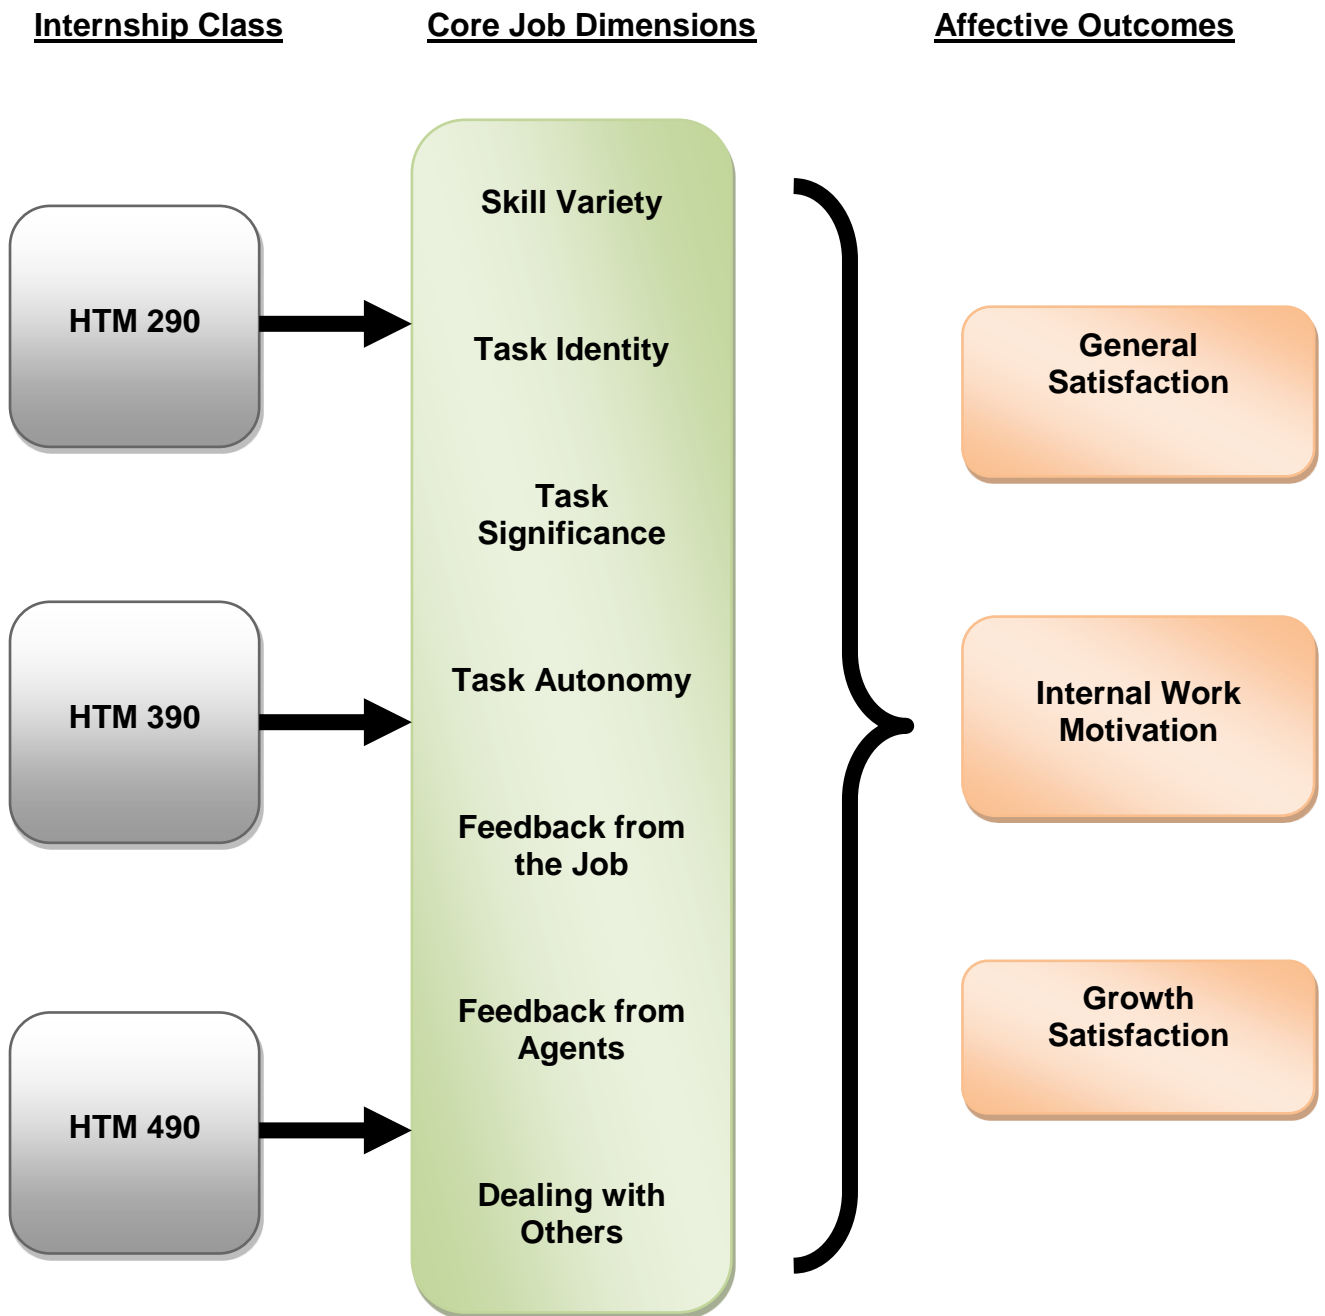 Internship Class
Core Job Dimensions
Affective Outcomes
HTM 290
HTM 390
HTM 490
Skill Variety
Task Identity
Task
Significance
Task Autonomy
Feedback from
the Job
Feedback from
Agents
Dealing with
Others
General
Satisfaction
Internal Work
Motivation
Growth
Satisfaction